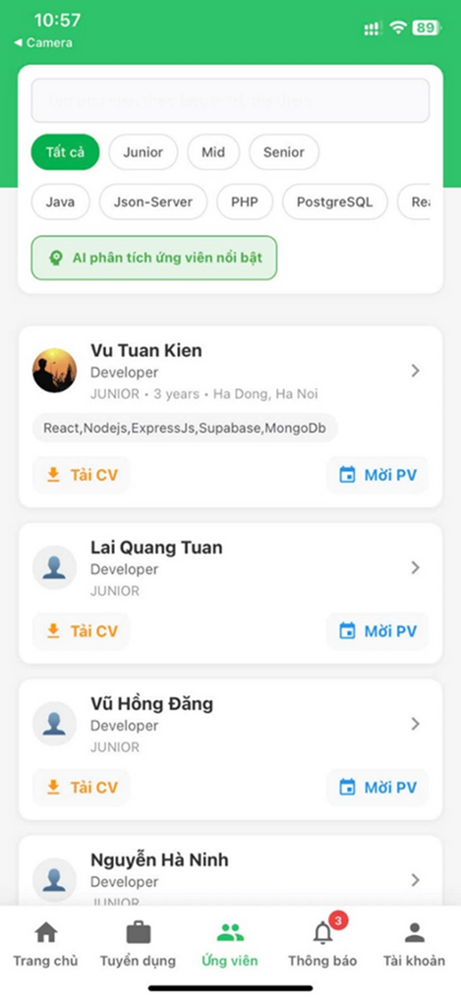 10:57
89
◀ Camera
Tất cả
Junior
Mid
Senior
Java
Json-Server
PHP
PostgreSQL
Rea
AI phân tích ứng viên nổi bật
Vu Tuan Kien
Developer
JUNIOR • 3 years • Ha Dong, Ha Noi
React,Nodejs,ExpressJs,Supabase,MongoDb
Tải CV
Mời PV
Lai Quang Tuan
Developer
JUNIOR
Tải CV
Mời PV
Vũ Hồng Đăng
Developer
JUNIOR
Tải CV
Mời PV
Nguyễn Hà Ninh
Developer
JUNIOR
3
Trang chủ
Tuyển dụng
Ứng viên
Thông báo
Tài khoản